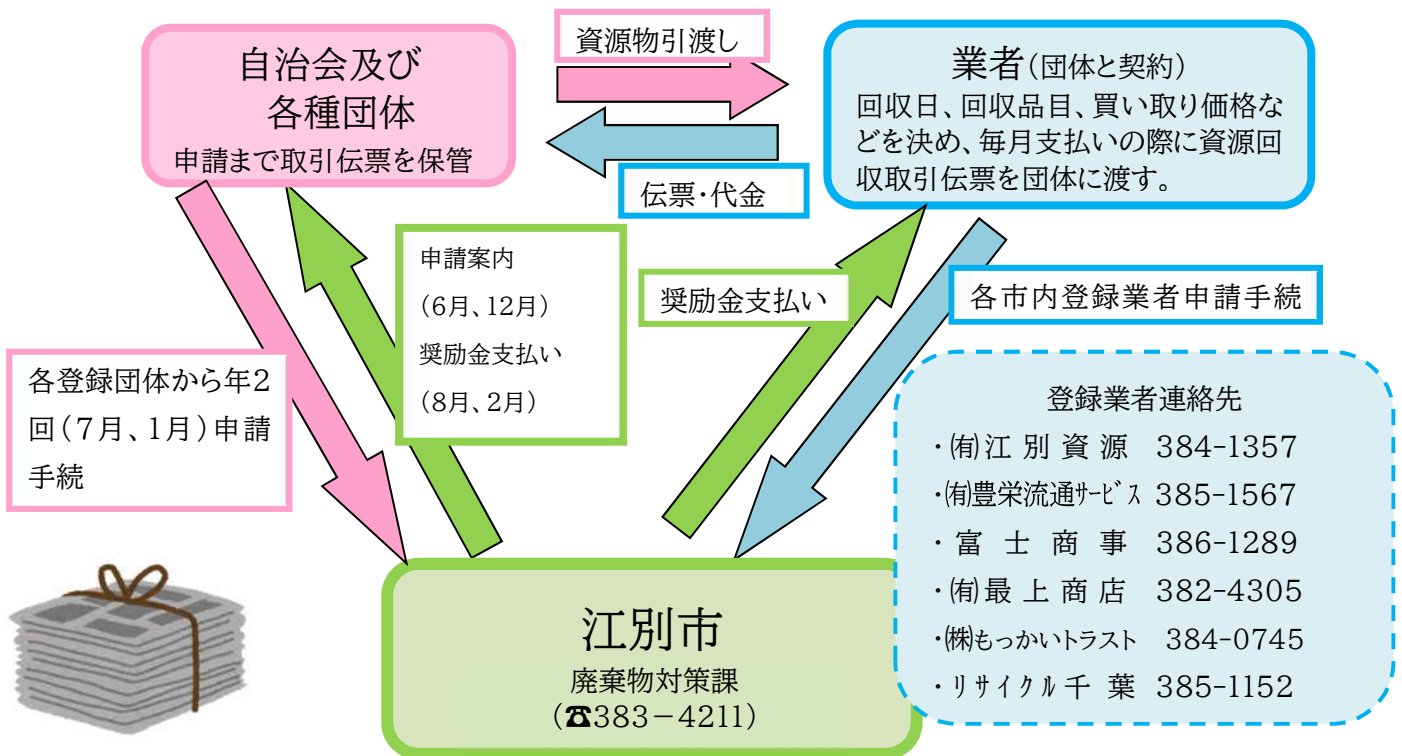 自治会及び
各種団体
申請まで取引伝票を保管
資源物引渡し
伝票・代金
業者(団体と契約)
回収日、回収品目、買い取り価格な
どを決め、毎月支払いの際に資源回
収取引伝票を団体に渡す。
各登録団体から年2
回(7月、1月)申請
手続
申請案内
(6月、12月)
奨励金支払い
(8月、2月)
奨励金支払い
各市内登録業者申請手続
江別市
廃棄物対策課
(☎383-4211)
登録業者連絡先
・㈲江別資源 384-1357
・㈲豊栄流通サービス 385-1567
・富士商事 386-1289
・㈲最上商店 382-4305
・㈱もっかいトラスト 384-0745
・リサイクル千葉 385-1152